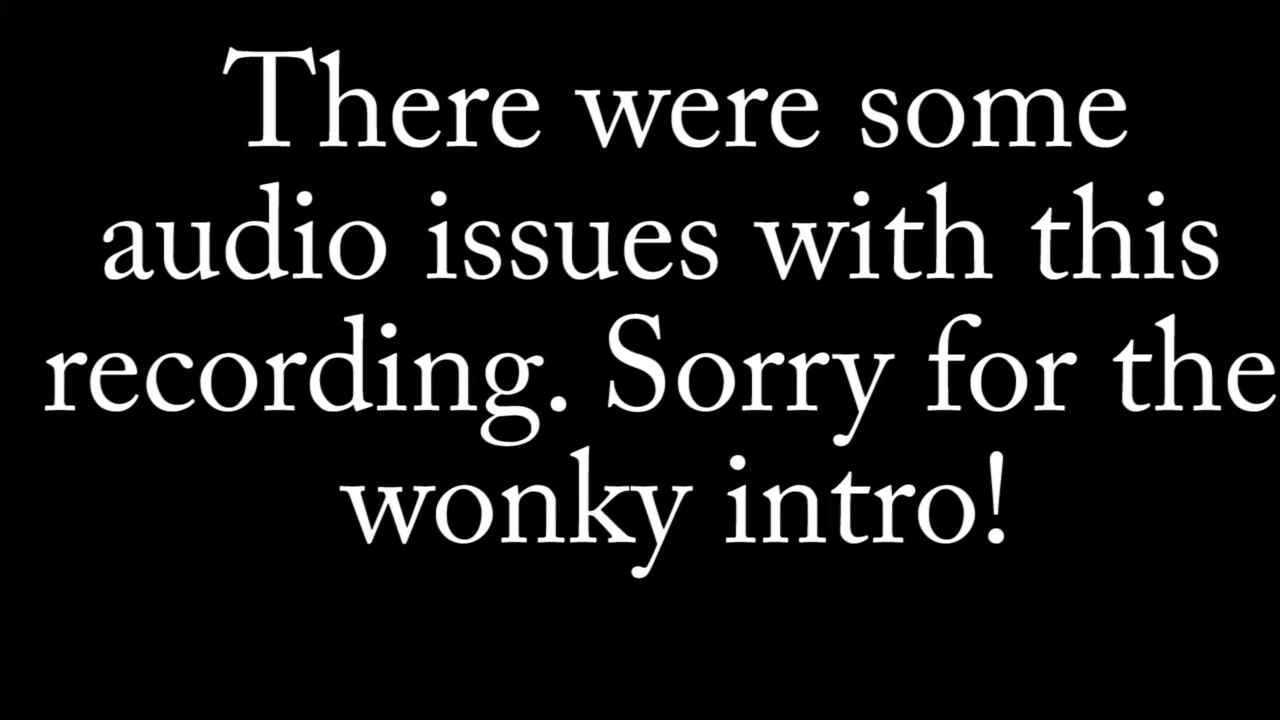 There were some
audio issues with this
recording. Sorry for the
wonky intro!